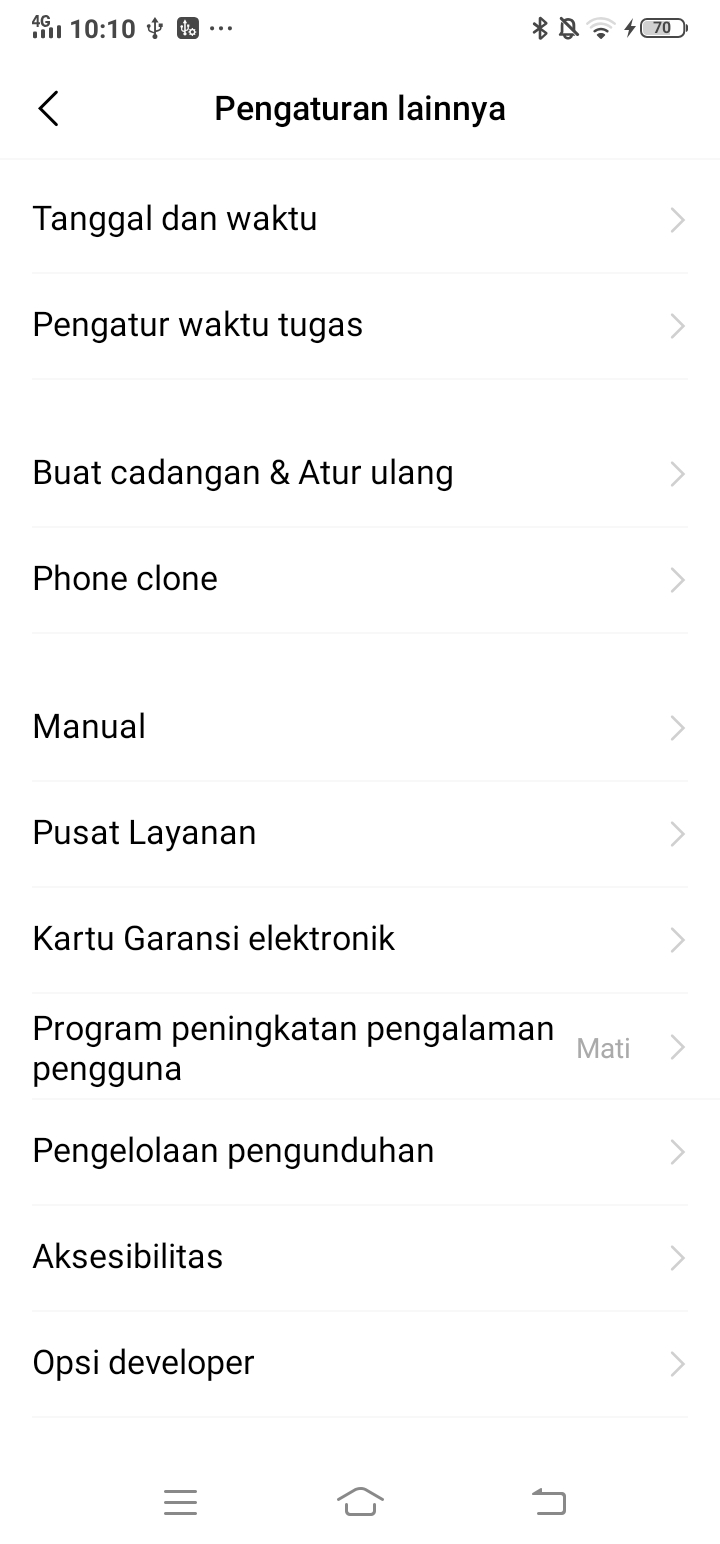 4G 10:10 ... 70
Pengaturan lainnya
Tanggal dan waktu
Pengatur waktu tugas
Buat cadangan & Atur ulang
Phone clone
Manual
Pusat Layanan
Kartu Garansi elektronik
Program peningkatan pengalaman
pengguna
Mati
Pengelolaan pengunduhan
Aksesibilitas
Opsi developer